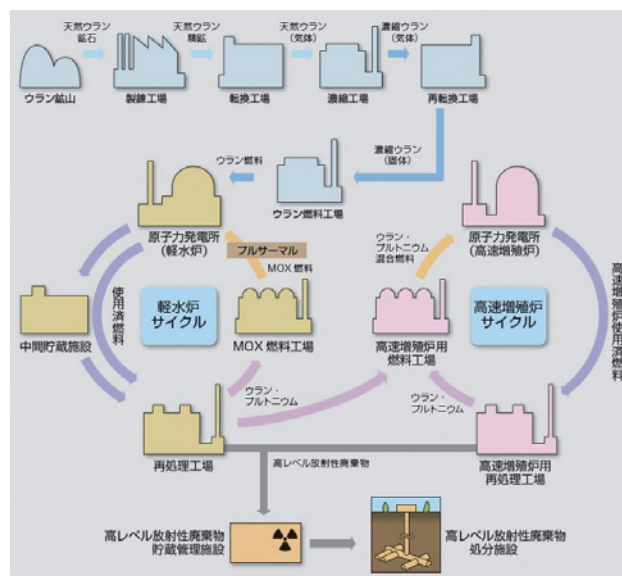 天然ウラン
鉱石
天然ウラン
精鉱
天然ウラン
(気体)
濃縮ウラン
(気体)
ウラン鉱山
製錬工場
転換工場
濃縮工場
再転換工場
ウラン燃料
濃縮ウラン
(固体)
ウラン燃料工場
原子力発電所
(軽水炉)
プルサーマル
MOX 燃料
ウラン・
プルトニウム
混合燃料
原子力発電所
(高速増殖炉)
使用済燃料
軽水炉
サイクル
高速増殖炉
サイクル
高速増殖炉使用済燃料
中間貯蔵施設
MOX 燃料工場
高速増殖炉用
燃料工場
ウラン・
プルトニウム
ウラン・
プルトニウム
再処理工場
高レベル放射性廃棄物
高速増殖炉用
再処理工場
高レベル放射性廃棄物
貯蔵管理施設
高レベル放射性廃棄物
処分施設